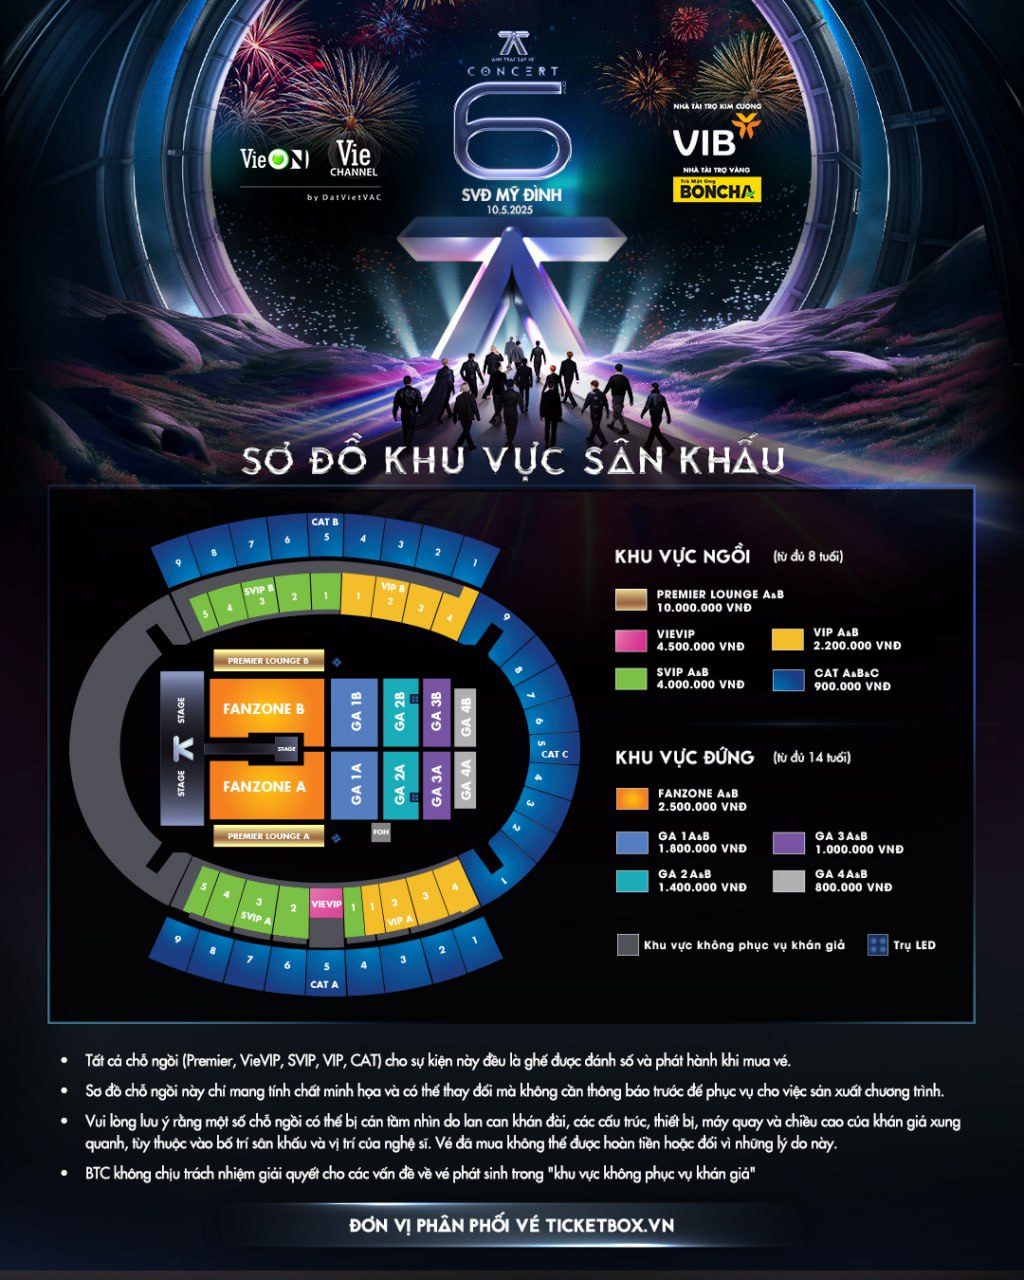 ANH TRAI SAY HI
CONCERT
6
SVĐ MỸ ĐÌNH
10.5.2025
VieON
Vie
CHANNEL
by DatVietVAC
NHÀ TÀI TRỢ KIM CƯƠNG
VIB
NHÀ TÀI TRỢ VÀNG
Trà Mật Ong
BONCHA
SƠ ĐỒ KHU VỰC SÂN KHẤU
CAT B
9 8 7 6 5 4 3 2 1
SVIP B
5 4 3 2 1
VIP B
1 2 3 4
PREMIER LOUNGE B
STAGE
STAGE
STAGE
FANZONE B
FANZONE A
GA 1B
GA 2B
GA 3B
GA 4B
GA 1A
GA 2A
GA 3A
GA 4A
PREMIER LOUNGE A
FOH
9 8 7 6 5 4 3 2 1
CAT C
5 4 3 2
SVIP A
VIEVIP
1
1 2 3 4
VIP A
9 8 7 6 5 4 3 2 1
CAT A
KHU VỰC NGỒI (từ đủ 8 tuổi)
PREMIER LOUNGE A&B
10.000.000 VNĐ
VIEVIP
4.500.000 VNĐ
VIP A&B
2.200.000 VNĐ
SVIP A&B
4.000.000 VNĐ
CAT A&B&C
900.000 VNĐ
KHU VỰC ĐỨNG (từ đủ 14 tuổi)
FANZONE A&B
2.500.000 VNĐ
GA 1A&B
1.800.000 VNĐ
GA 3A&B
1.000.000 VNĐ
GA 2A&B
1.400.000 VNĐ
GA 4A&B
800.000 VNĐ
Khu vực không phục vụ khán giả
Trụ LED
• Tất cả chỗ ngồi (Premier, VieVIP, SVIP, VIP, CAT) cho sự kiện này đều là ghế được đánh số và phát hành khi mua vé.
• Sơ đồ chỗ ngồi này chỉ mang tính chất minh họa và có thể thay đổi mà không cần thông báo trước để phục vụ cho việc sản xuất chương trình.
• Vui lòng lưu ý rằng một số chỗ ngồi có thể bị cản tầm nhìn do lan can khán đài, các cấu trúc, thiết bị, máy quay và chiều cao của khán giả xung
quanh, tùy thuộc vào bố trí sân khấu và vị trí của nghệ sĩ. Vé đã mua không thể được hoàn tiền hoặc đổi vì những lý do này.
• BTC không chịu trách nhiệm giải quyết cho các vấn đề về vé phát sinh trong "khu vực không phục vụ khán giả"
ĐƠN VỊ PHÂN PHỐI VÉ TICKETBOX.VN